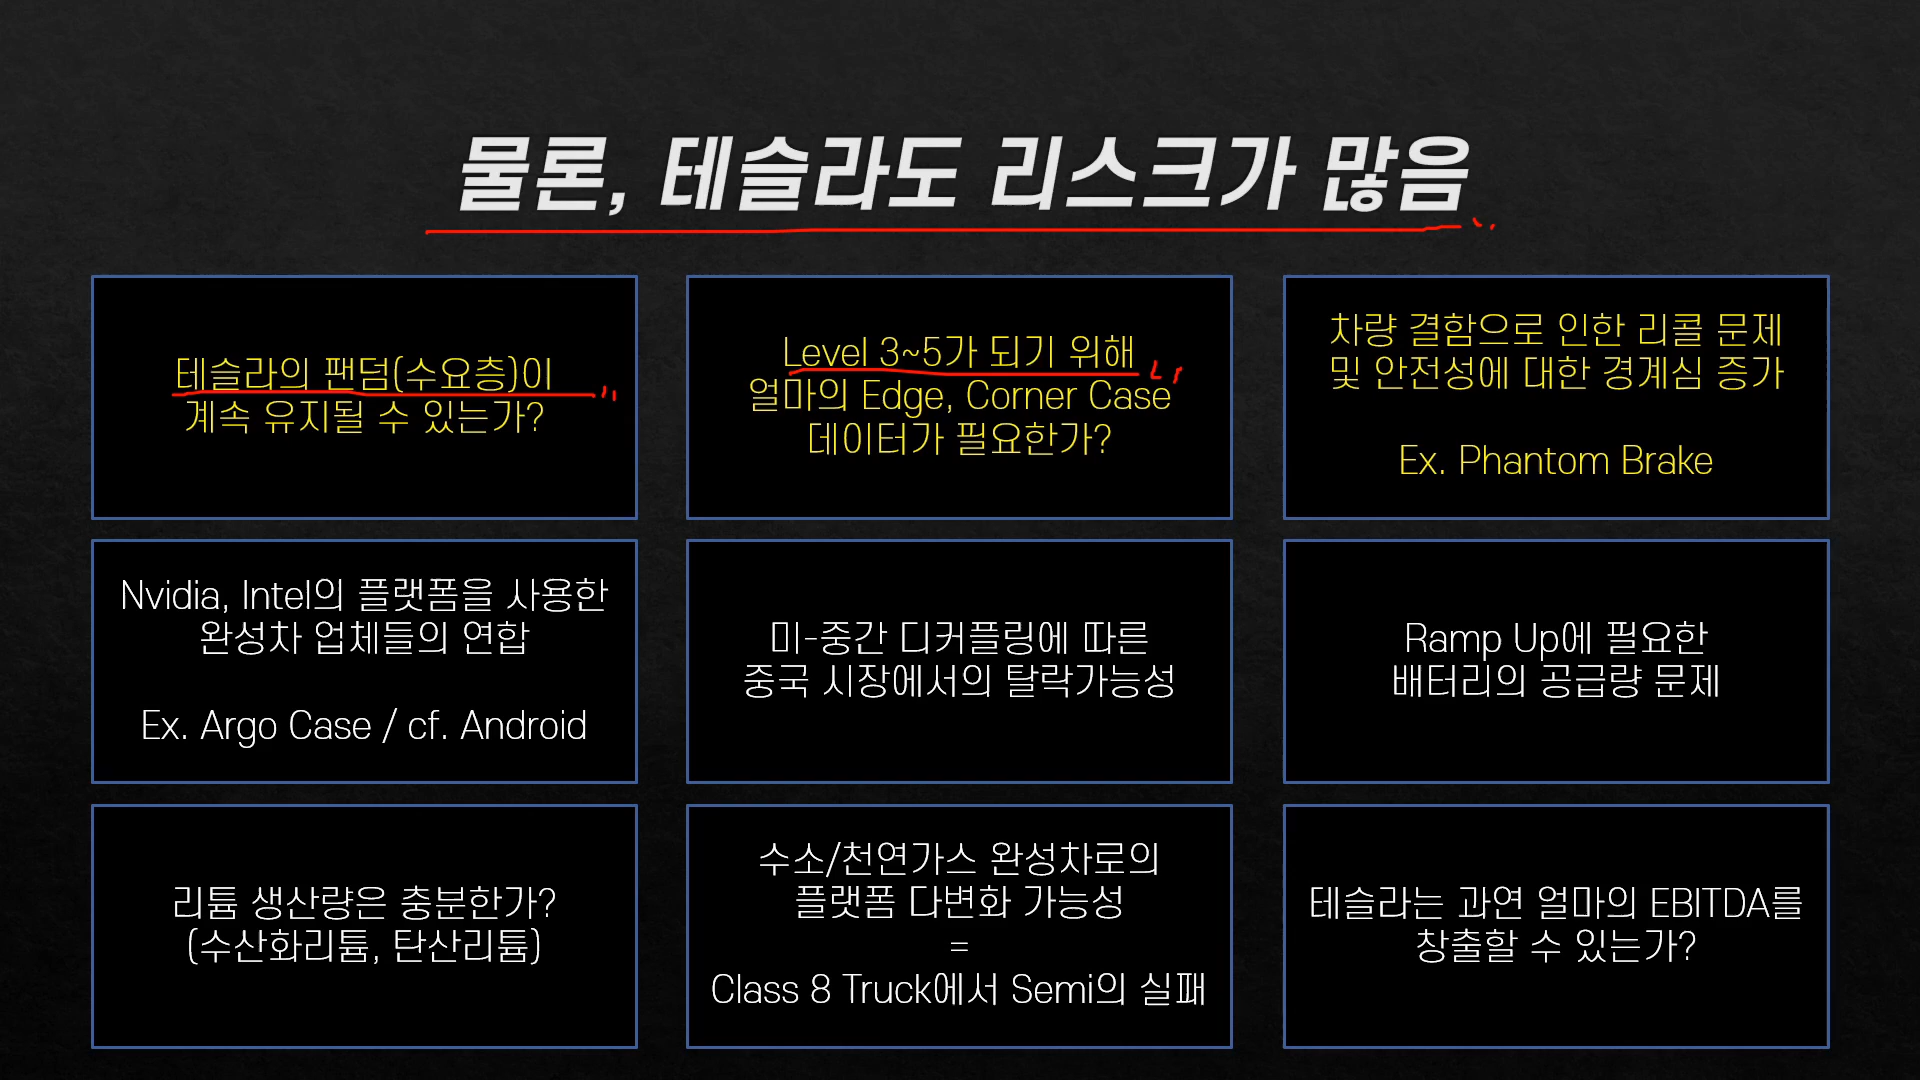 물론, 테슬라도 리스크가 많음
테슬라의 팬덤(수요층)이
계속 유지될 수 있는가?
Level 3~5가 되기 위해
얼마의 Edge, Corner Case
데이터가 필요한가?
차량 결함으로 인한 리콜 문제
및 안전성에 대한 경계심 증가
Ex. Phantom Brake
Nvidia, Intel의 플랫폼을 사용한
완성차 업체들의 연합
Ex. Argo Case / cf. Android
미-중간 디커플링에 따른
중국 시장에서의 탈락가능성
Ramp Up에 필요한
배터리의 공급량 문제
리튬 생산량은 충분한가?
(수산화리튬, 탄산리튬)
수소/천연가스 완성차로의
플랫폼 다변화 가능성
=
Class 8 Truck에서 Semi의 실패
테슬라는 과연 얼마의 EBITDA를
창출할 수 있는가?